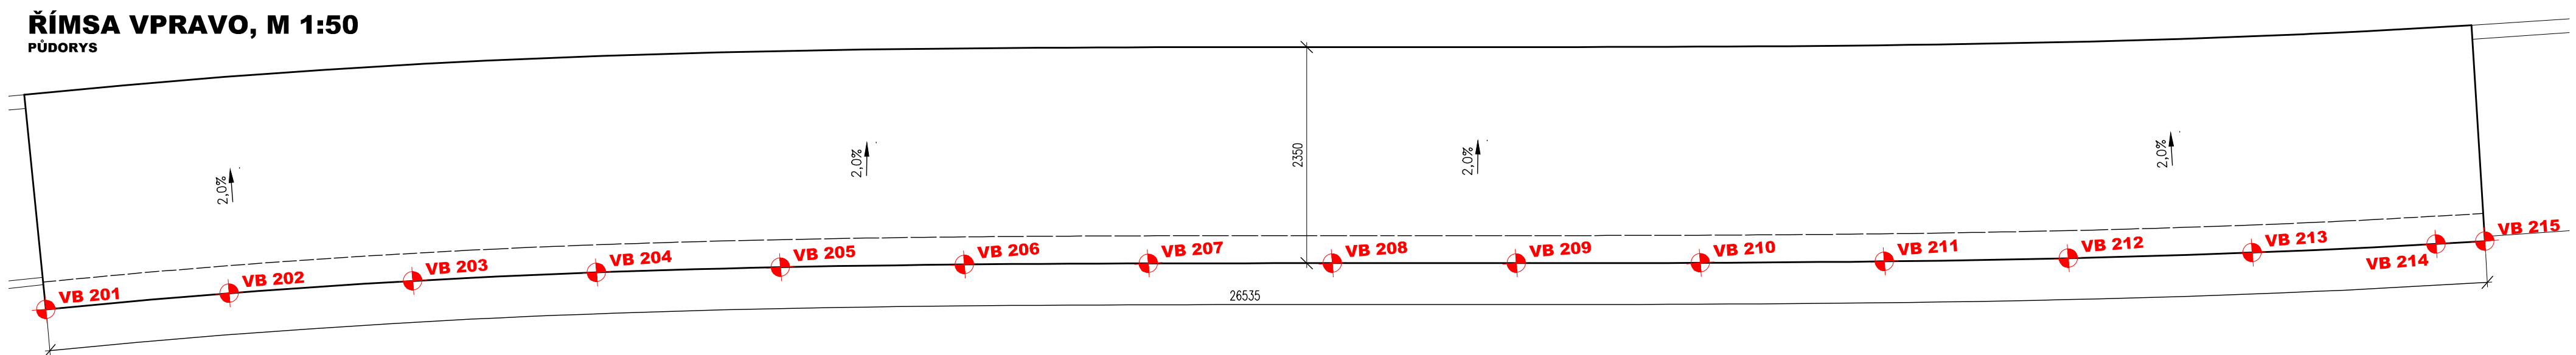 ŘÍMSA VPRAVO, M 1:50
PŮDORYS
2350
2,0%
2,0%
2,0%
2,0%
VB 201
VB 202
VB 203
VB 204
VB 205
VB 206
VB 207
VB 208
VB 209
VB 210
VB 211
VB 212
VB 213
VB 214
VB 215
26535